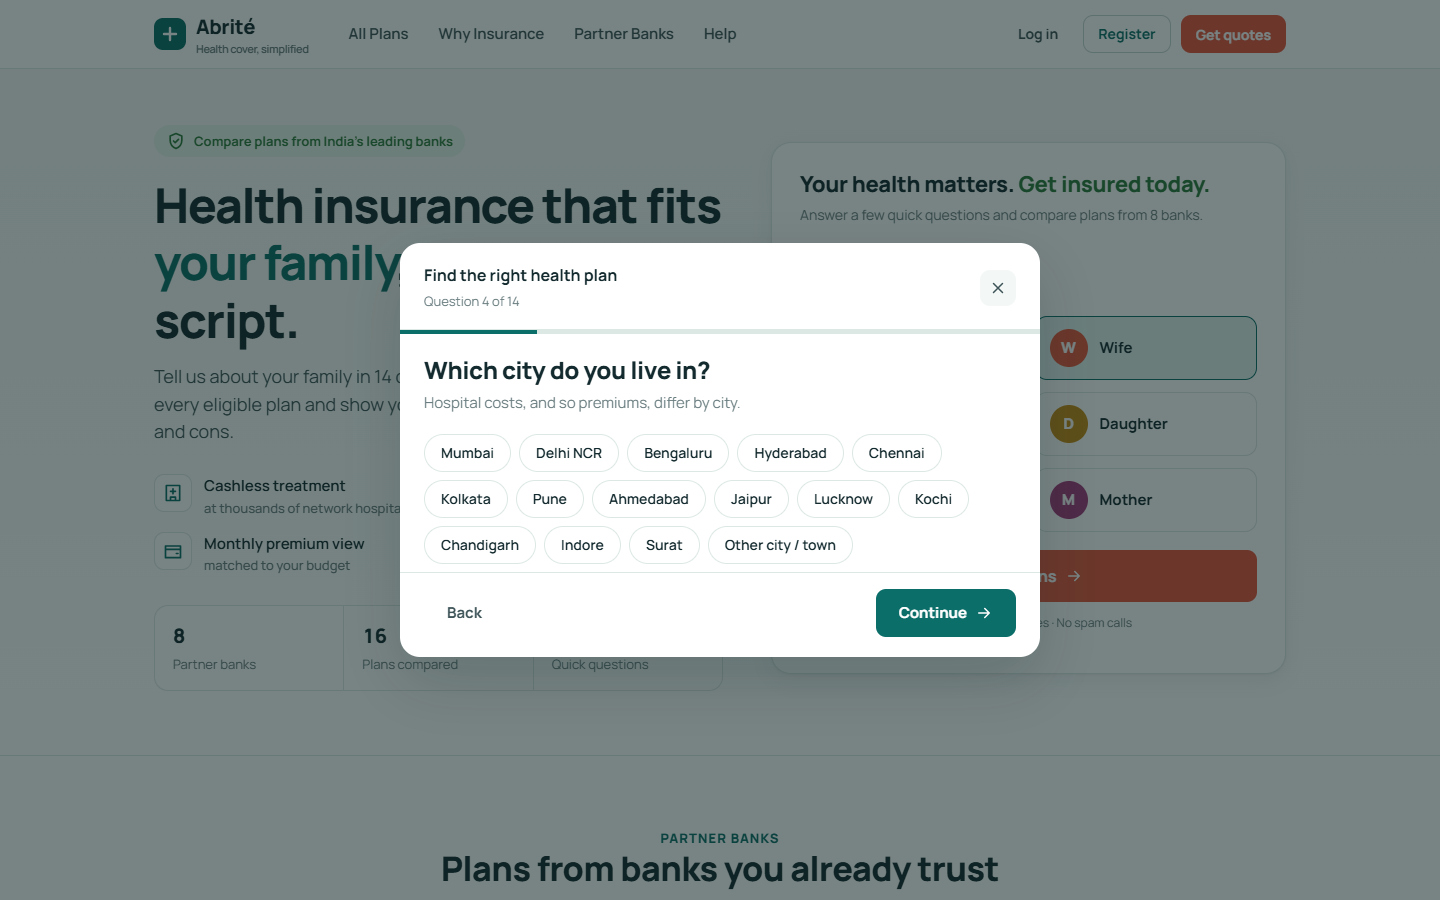 Abrité
Health cover, simplified
All Plans
Why Insurance
Partner Banks
Help
Log in
Register
Get quotes
Compare plans from India's leading banks
Health insurance that fits
your family,
script.
Tell us about your family in 14
every eligible plan and show
and cons.
Cashless treatment
at thousands of network
Monthly premium view
matched to your budget
8
Partner banks
16
Plans compared
Quick questions
Your health matters. Get insured today.
Answer a few quick questions and compare plans from 8 banks.
W
Wife
D
Daughter
M
Mother
No spam calls
Find the right health plan
Question 4 of 14
Which city do you live in?
Hospital costs, and so premiums, differ by city.
Mumbai
Delhi NCR
Bengaluru
Hyderabad
Chennai
Kolkata
Pune
Ahmedabad
Jaipur
Lucknow
Kochi
Chandigarh
Indore
Surat
Other city / town
Back
Continue
PARTNER BANKS
Plans from banks you already trust